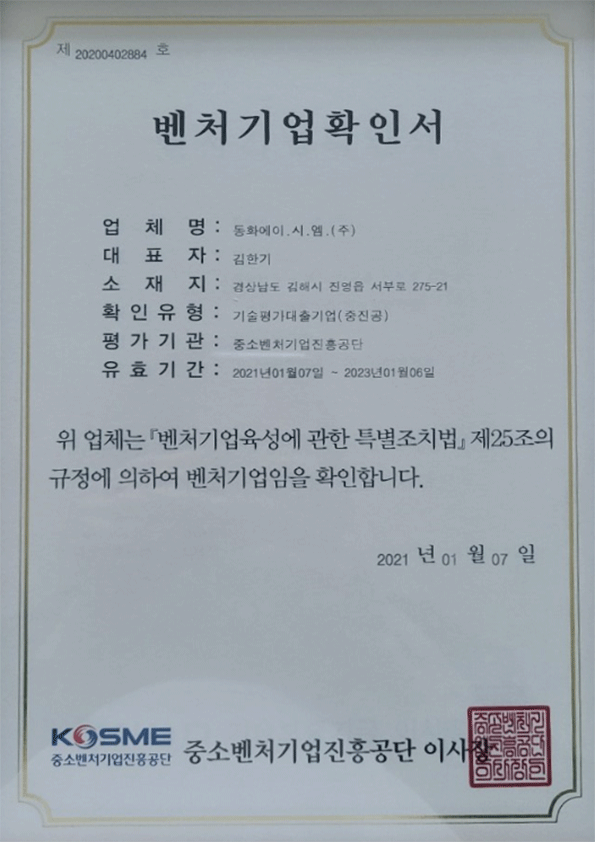 제 20200402884 호
벤처기업확인서
업 체 명 : 동화에이.시.엠.(주)
대 표 자 : 김한기
소 재 지 : 경상남도 김해시 진영읍 서부로 275-21
확인유형 : 기술평가대출기업(중진공)
평가기관 : 중소벤처기업진흥공단
유효기간 : 2021년01월07일 ~ 2023년01월06일
위 업체는 『벤처기업육성에 관한 특별조치법』 제25조의
규정에 의하여 벤처기업임을 확인합니다.
2021 년 01 월 07 일
KOSME
중소벤처기업진흥공단
중소벤처기업진흥공단 이사장